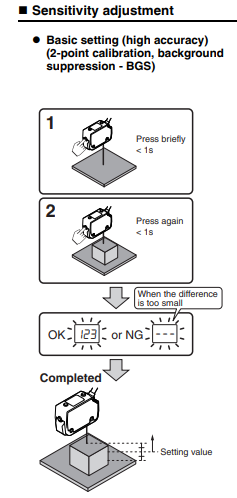 ■ Sensitivity adjustment
● Basic setting (high accuracy)
(2-point calibration, background
suppression - BGS)
1
Press briefly
< 1s
2
Press again
< 1s
When the difference
is too small
OK 123 or NG ---
Completed
Setting value